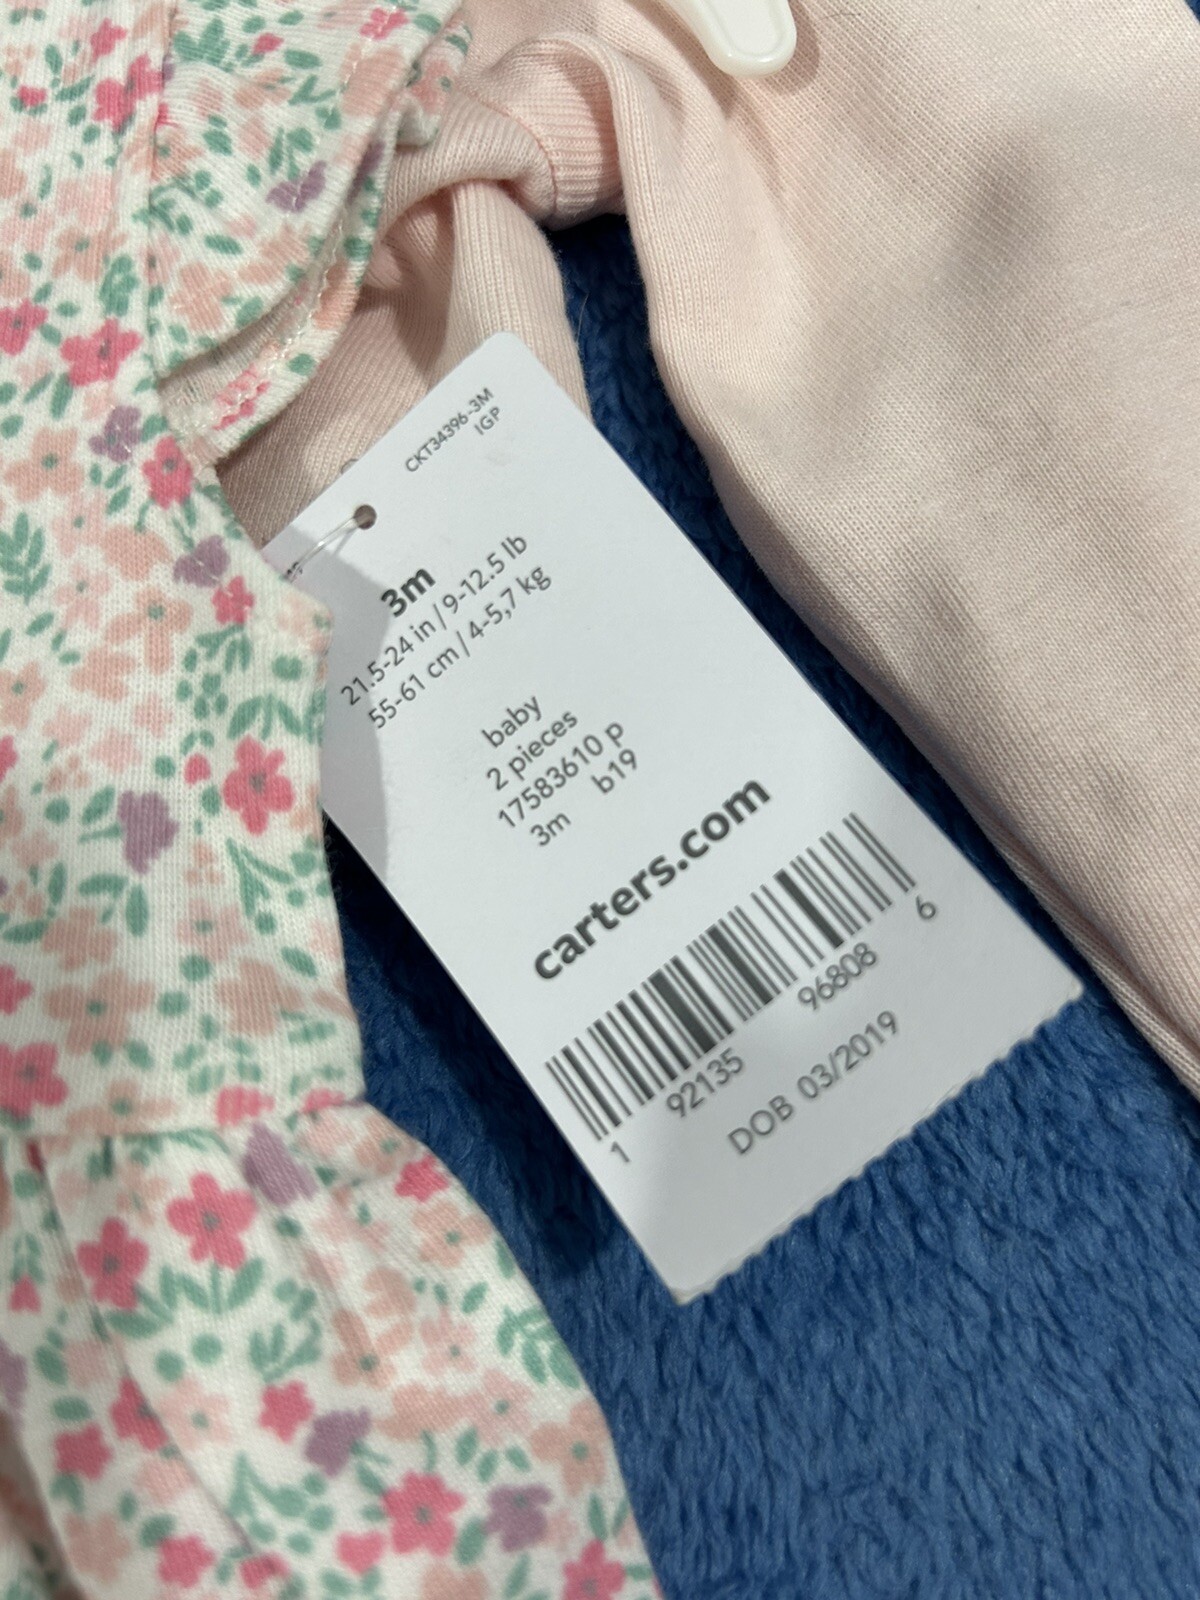 CKT34396-3M
IGP
3m
21.5-24 in / 9-12.5 lb
55-61 cm / 4-5,7 kg
baby
2 pieces
17583610 p
3m b19
carters.com
1 92135 96808 6
DOB 03/2019